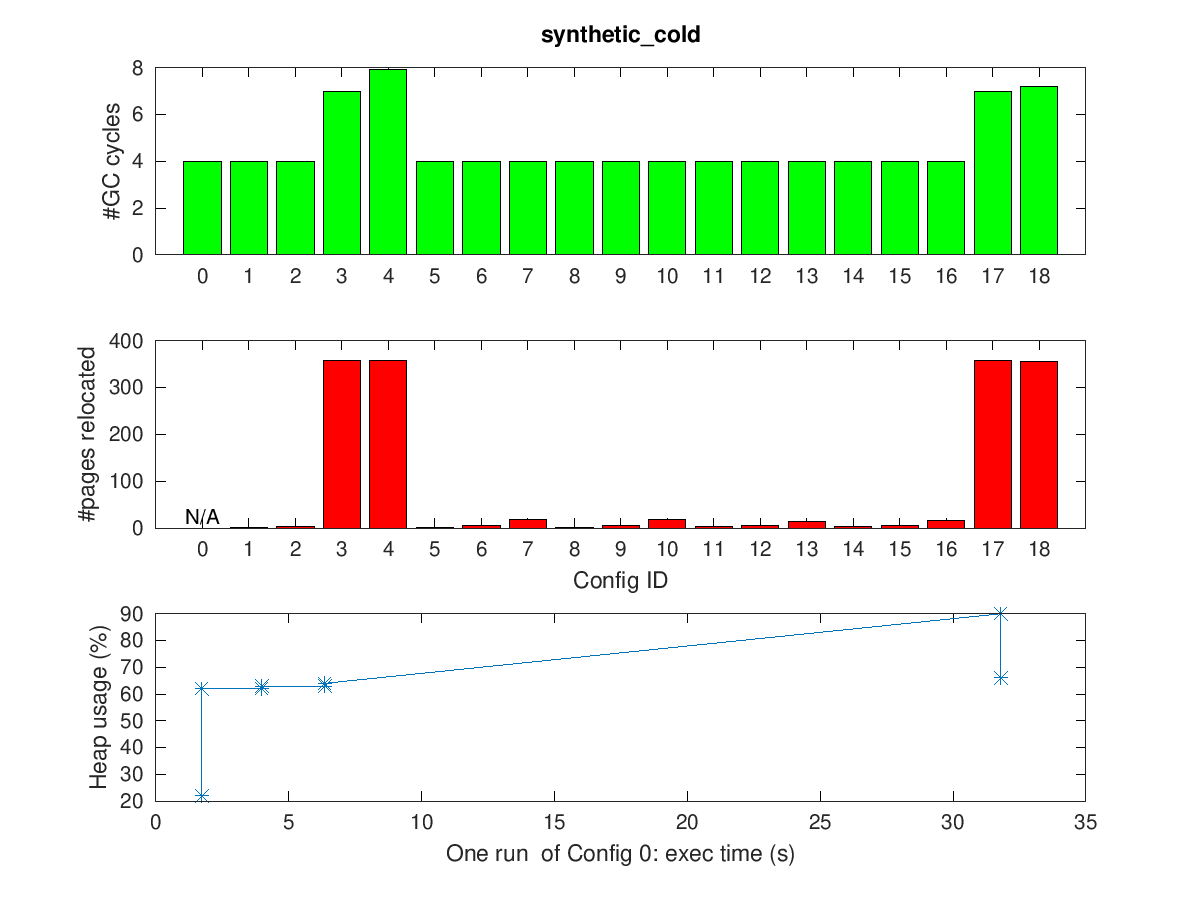 synthetic_cold
#GC cycles
8
6
4
2
0
0 1 2 3 4 5 6 7 8 9 10 11 12 13 14 15 16 17 18
#pages relocated
400
300
200
100
0
N/A
0 1 2 3 4 5 6 7 8 9 10 11 12 13 14 15 16 17 18
Config ID
Heap usage (%)
90
80
70
60
50
40
30
20
0 5 10 15 20 25 30 35
One run  of Config 0: exec time (s)